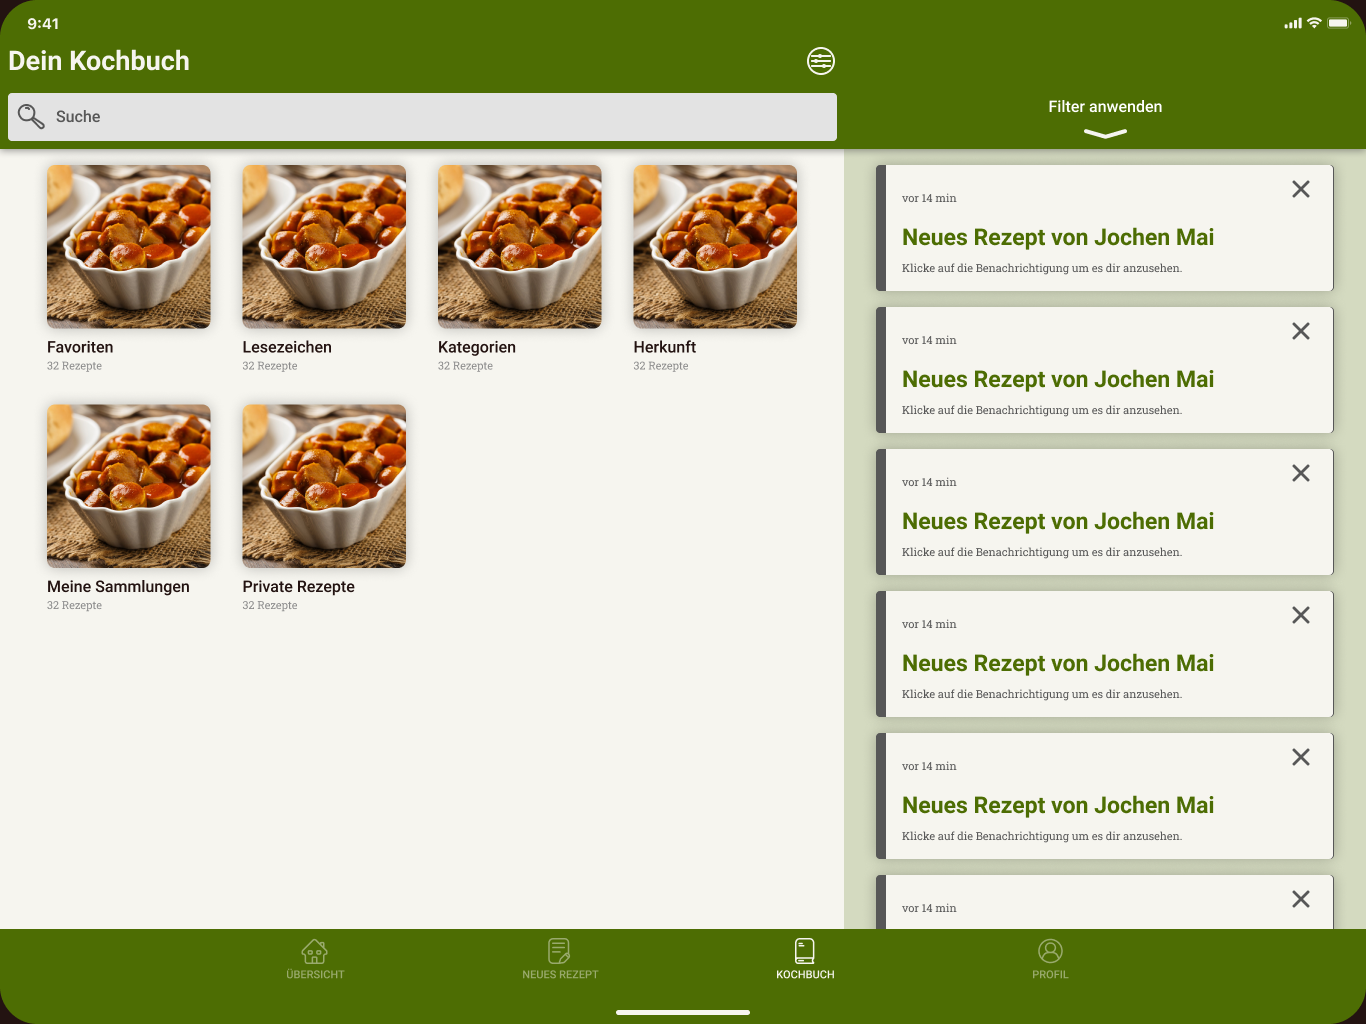 9:41
Dein Kochbuch
Suche
Filter anwenden
Favoriten
32 Rezepte
Lesezeichen
32 Rezepte
Kategorien
32 Rezepte
Herkunft
32 Rezepte
Meine Sammlungen
32 Rezepte
Private Rezepte
32 Rezepte
vor 14 min
Neues Rezept von Jochen Mai
Klicke auf die Benachrichtigung um es dir anzusehen.
vor 14 min
Neues Rezept von Jochen Mai
Klicke auf die Benachrichtigung um es dir anzusehen.
vor 14 min
Neues Rezept von Jochen Mai
Klicke auf die Benachrichtigung um es dir anzusehen.
vor 14 min
Neues Rezept von Jochen Mai
Klicke auf die Benachrichtigung um es dir anzusehen.
vor 14 min
Neues Rezept von Jochen Mai
Klicke auf die Benachrichtigung um es dir anzusehen.
vor 14 min
ÜBERSICHT
NEUES REZEPT
KOCHBUCH
PROFIL